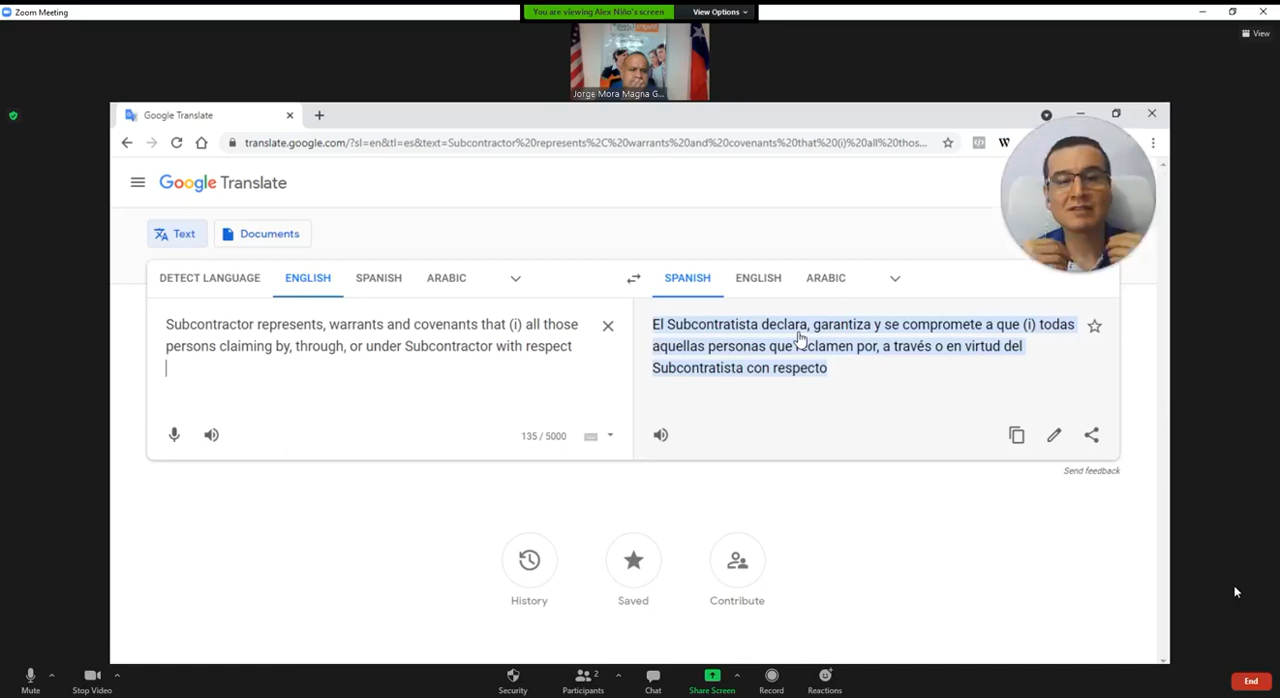 Zoom Meeting
You are viewing Alex Niño's screen
View Options
View
Jorge Mora Magna G...
Google Translate
translate.google.com/?sl=en&tl=es&text=Subcontractor%20represents%2C%20warrants%20and%20covenants%20that%20(i)%20all%20thos...
W
Google Translate
Text
Documents
DETECT LANGUAGE
ENGLISH
SPANISH
ARABIC
SPANISH
ENGLISH
ARABIC
Subcontractor represents, warrants and covenants that (i) all those
persons claiming by, through, or under Subcontractor with respect
El Subcontratista declara, garantiza y se compromete a que (i) todas
aquellas personas que reclamen por, a través o en virtud del
Subcontratista con respecto
135 / 5000
Send feedback
History
Saved
Contribute
Mute
Stop Video
Security
Participants
2
Chat
Share Screen
Record
Reactions
End